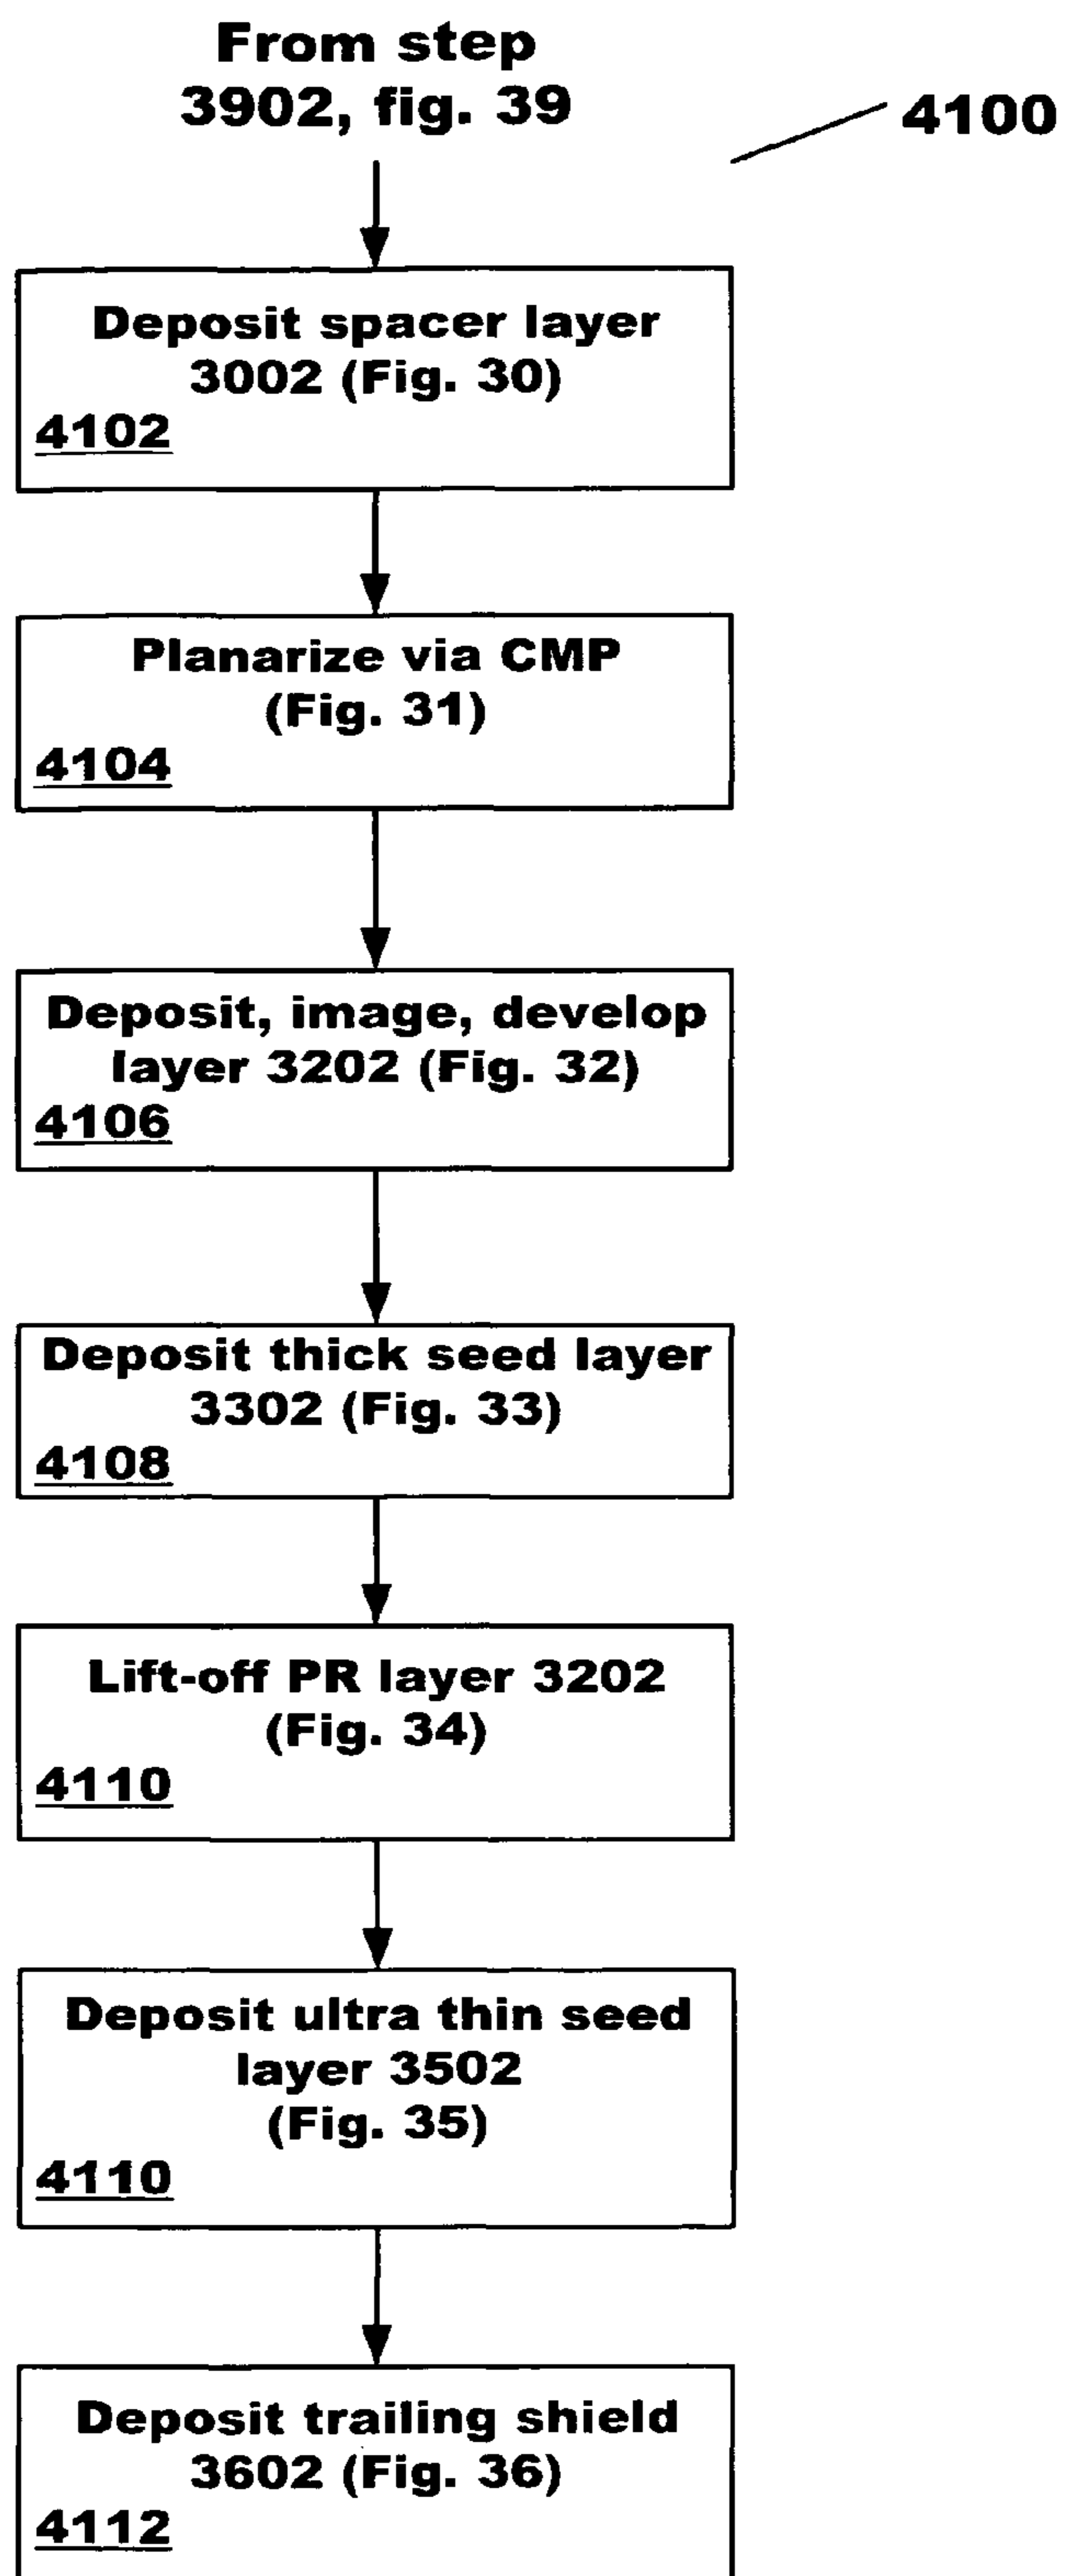 From step
3902, fig. 39
4100
Deposit spacer layer
3002 (Fig. 30)
4102
Planarize via CMP
(Fig. 31)
4104
Deposit, image, develop
layer 3202 (Fig. 32)
4106
Deposit thick seed layer
3302 (Fig. 33)
4108
Lift-off PR layer 3202
(Fig. 34)
4110
Deposit ultra thin seed
layer 3502
(Fig. 35)
4110
Deposit trailing shield
3602 (Fig. 36)
4112